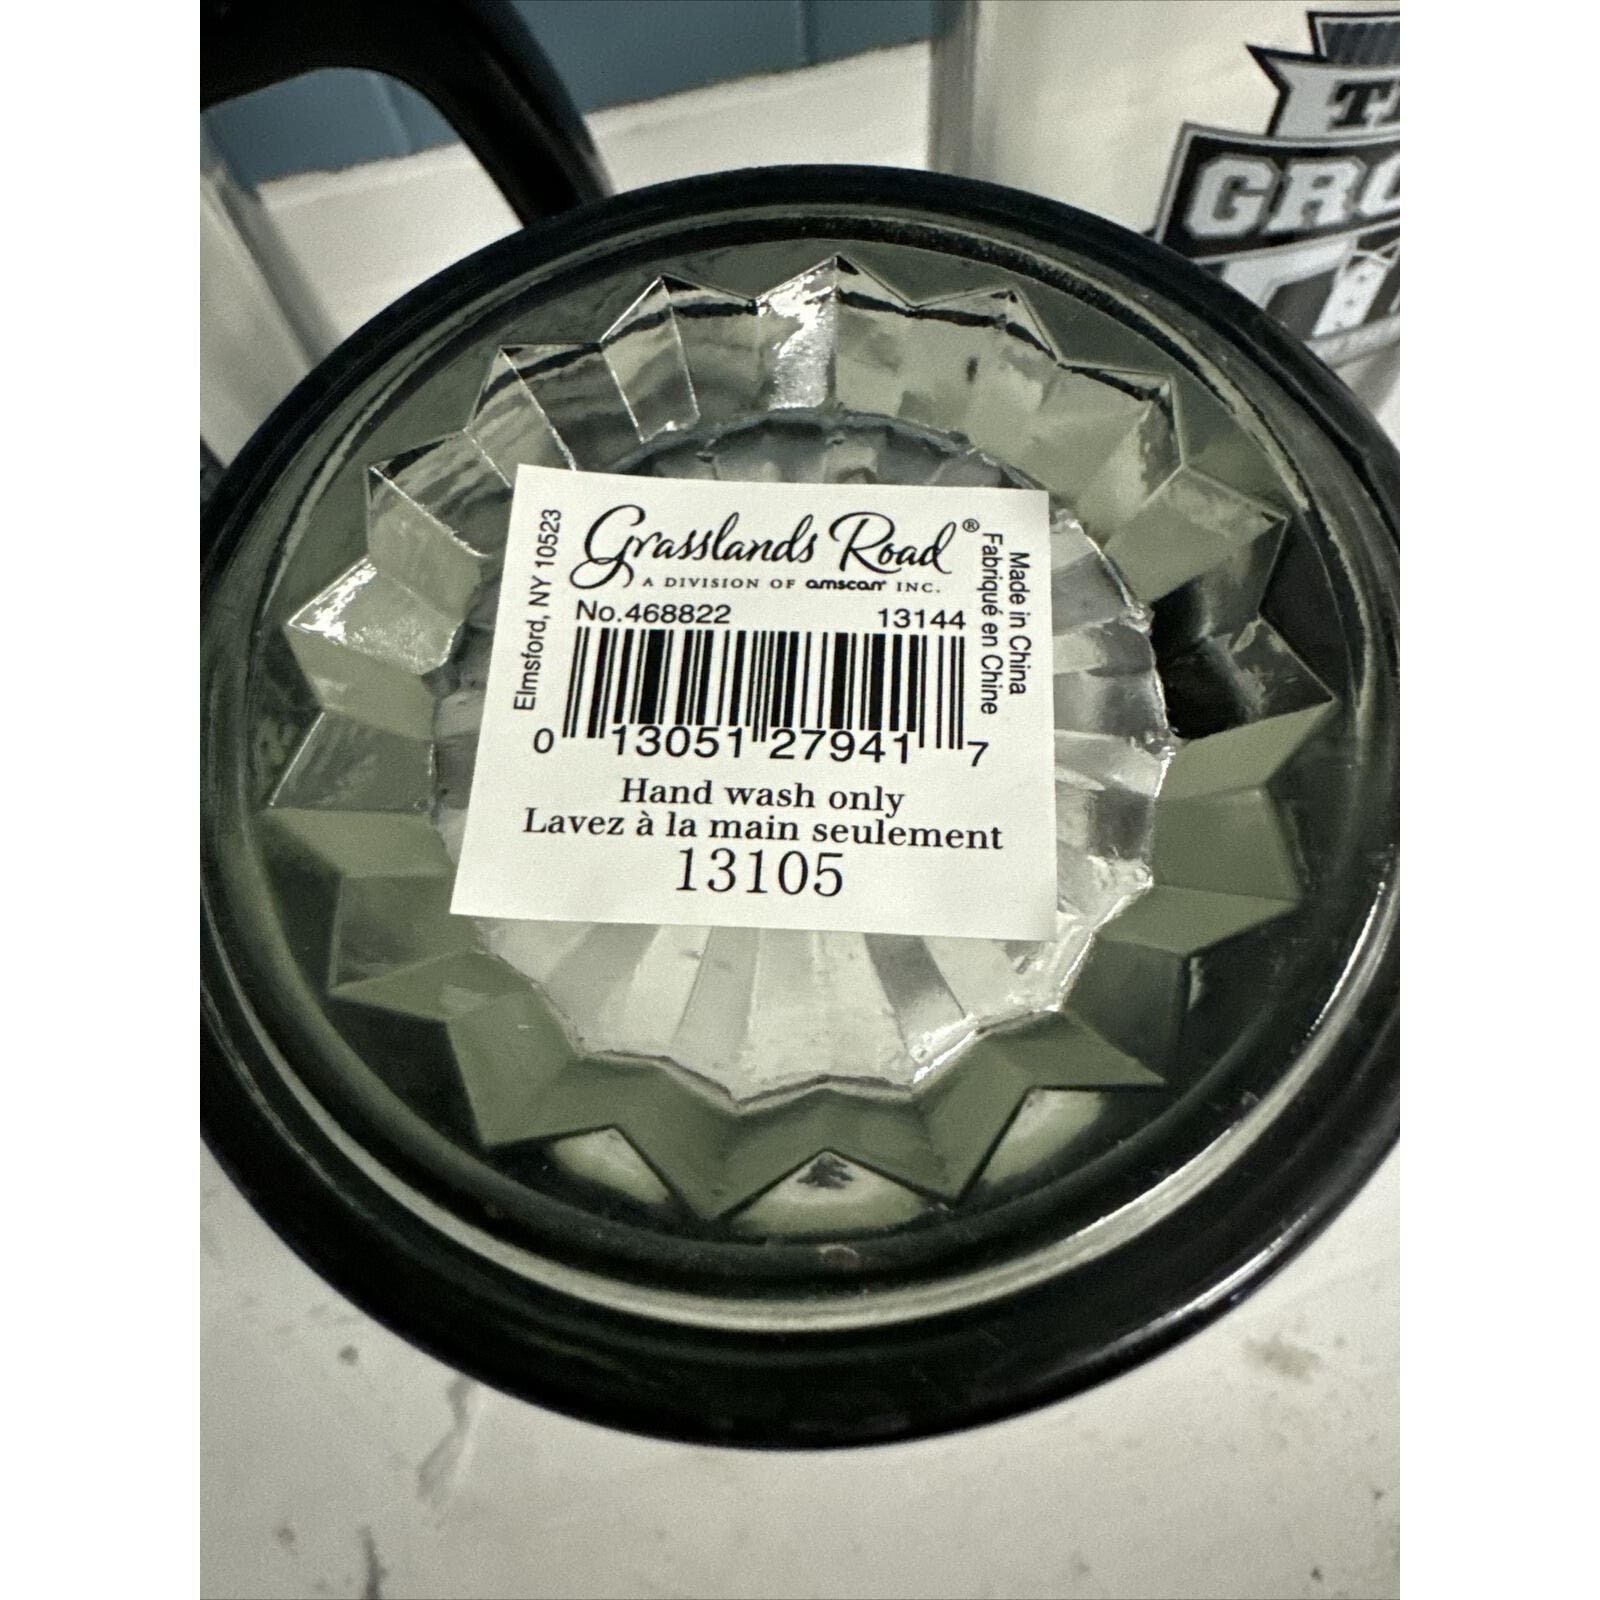 Grasslands Road®
A DIVISION OF amscan INC.
No.468822 13144
0 13051 27941 7
Hand wash only
Lavez à la main seulement
13105
Elmsford, NY 10523
Made in China
Fabriqué en Chine